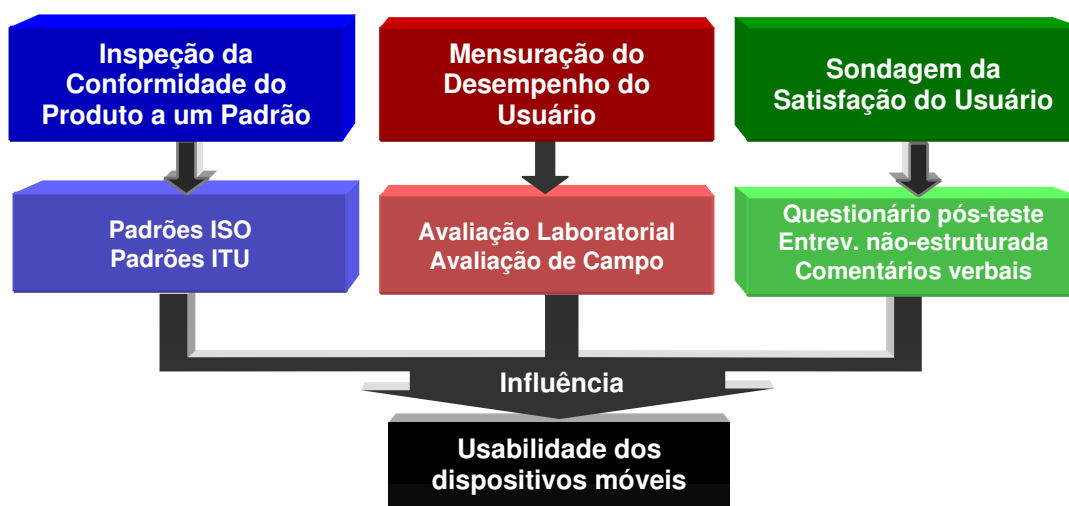 Inspeção da
Conformidade do
Produto a um Padrão
Mensuração do
Desempenho do
Usuário
Sondagem da
Satisfação do Usuário
Padrões ISO
Padrões ITU
Avaliação Laboratorial
Avaliação de Campo
Questionário pós-teste
Entrev. não-estruturada
Comentários verbais
Influência
Usabilidade dos
dispositivos móveis